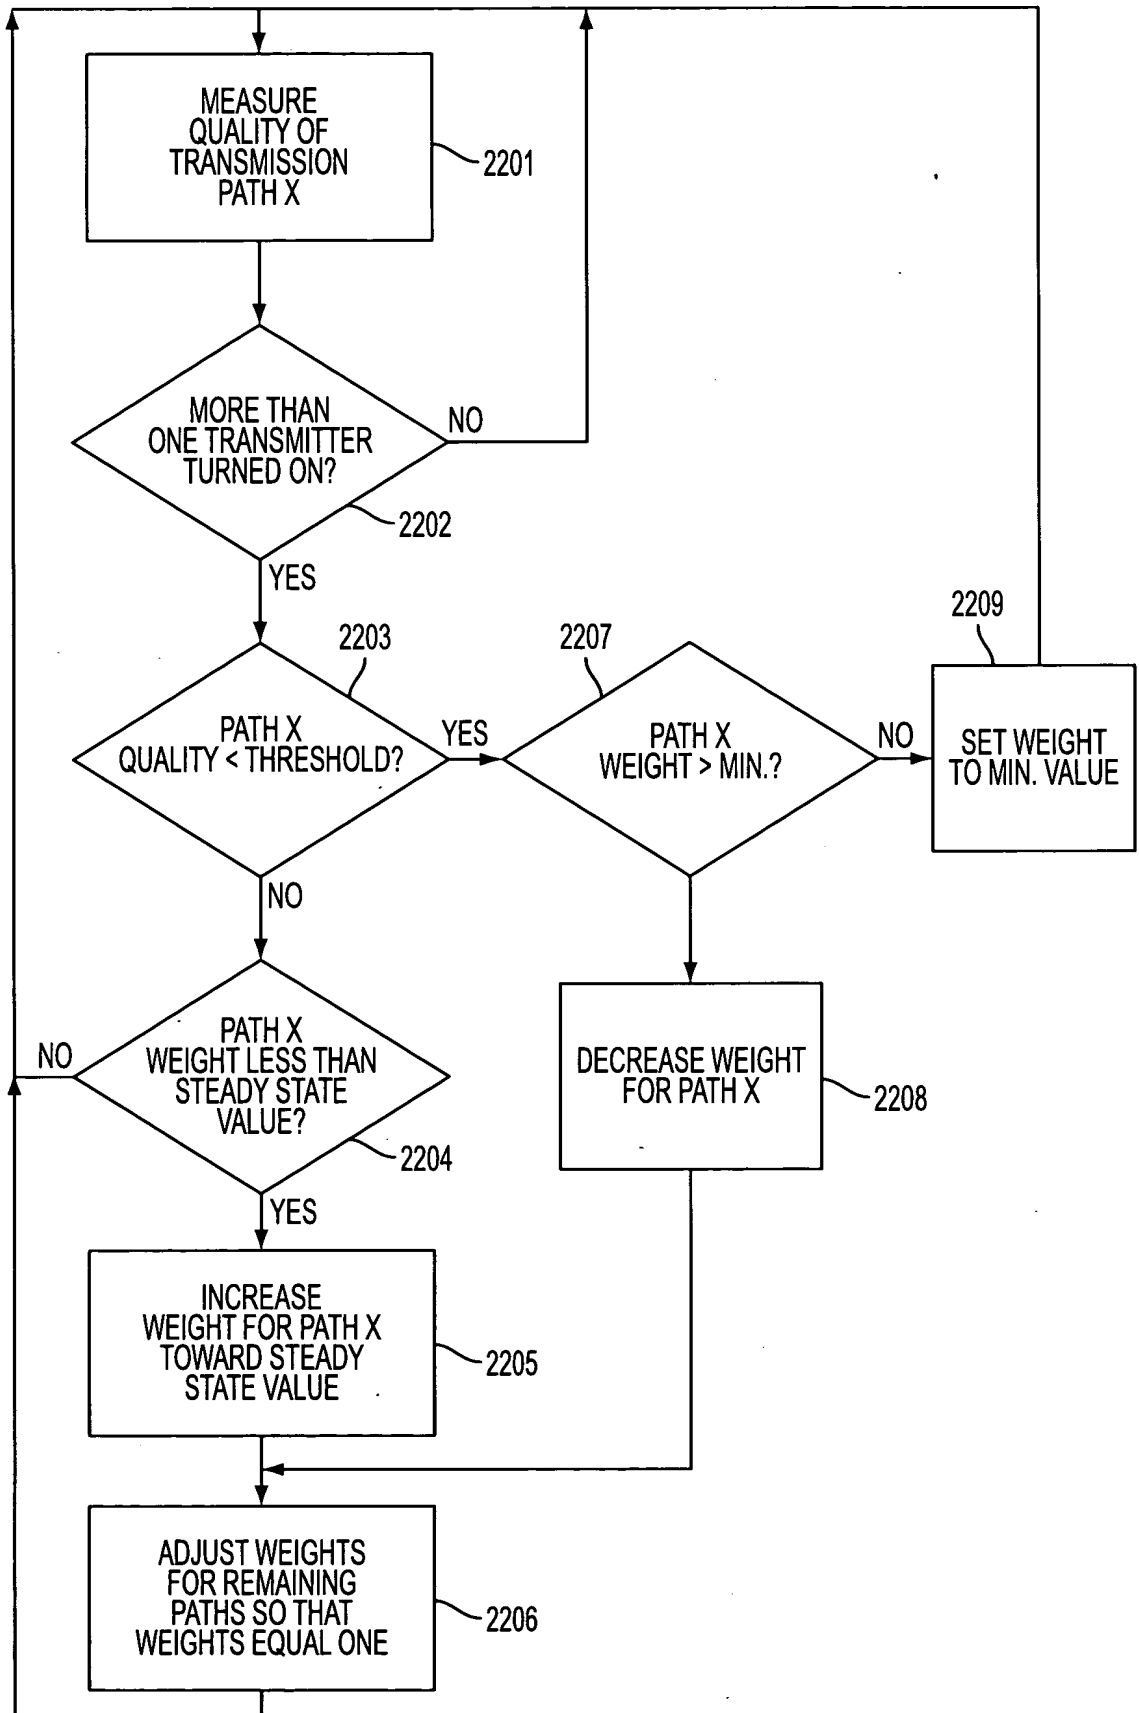 MEASURE
QUALITY OF
TRANSMISSION
PATH X
2201
MORE THAN
ONE TRANSMITTER
TURNED ON?
NO
2202
YES
2203
PATH X
QUALITY < THRESHOLD?
YES
2207
PATH X
WEIGHT > MIN.?
NO
2209
SET WEIGHT
TO MIN. VALUE
NO
PATH X
WEIGHT LESS THAN
STEADY STATE
VALUE?
NO
2204
YES
DECREASE WEIGHT
FOR PATH X
2208
INCREASE
WEIGHT FOR PATH X
TOWARD STEADY
STATE VALUE
2205
ADJUST WEIGHTS
FOR REMAINING
PATHS SO THAT
WEIGHTS EQUAL ONE
2206